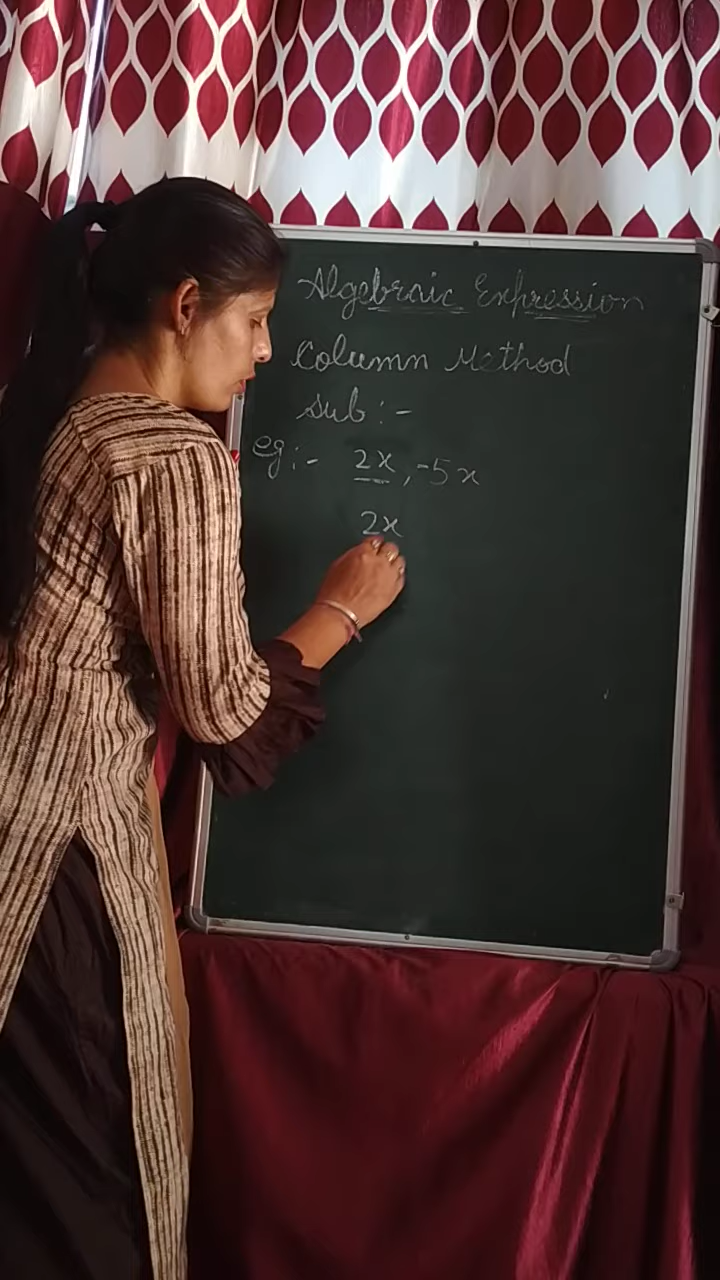 Algebraic Expression
Column Method
Sub :-
eg :- 2x, -5x
2x